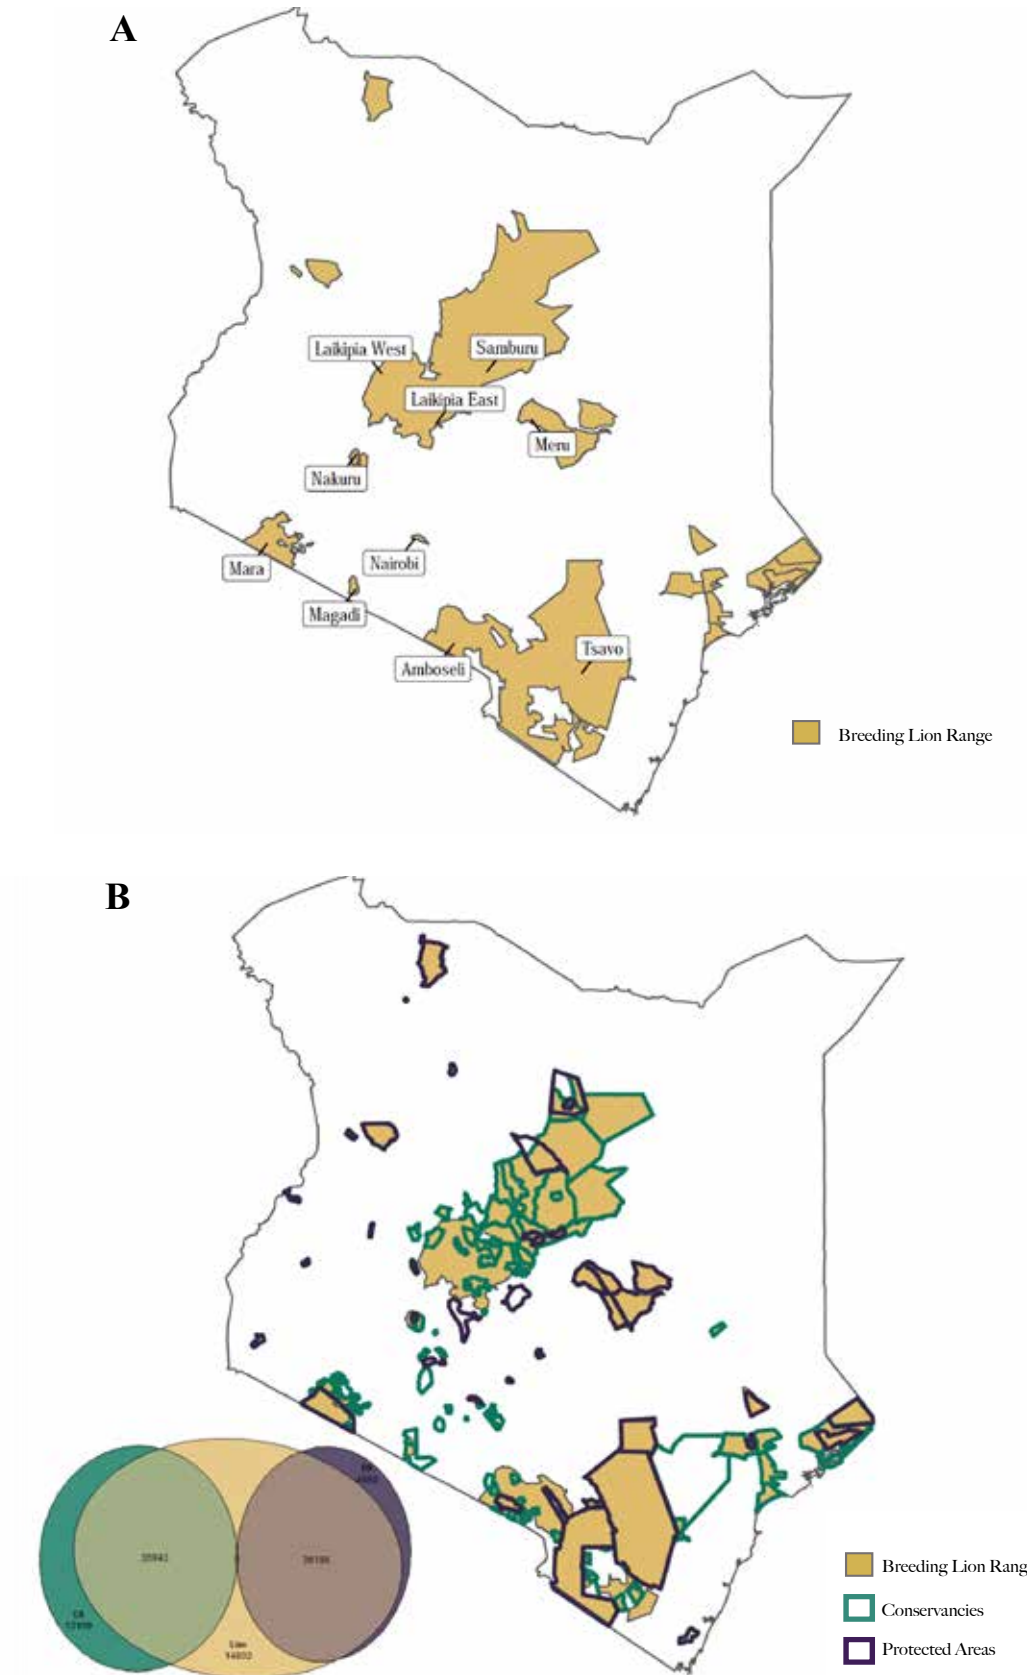 A
Laikipia West
Samburu
Laikipia East
Meru
Nakuru
Nairobi
Mara
Magadi
Tsavo
Amboseli
Breeding Lion Range
B
Lion
Breeding Lion Rang
Conservancies
Protected Areas